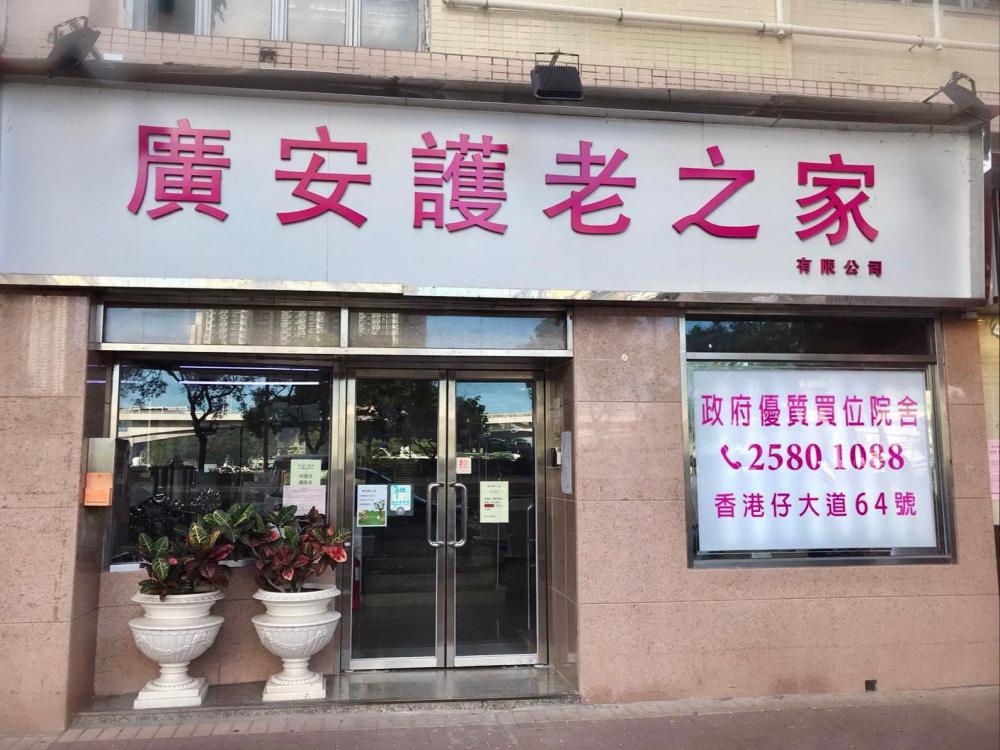 廣安護老之家
有限公司
政府優質買位院舍
2580 1088
香港仔大道64號
拉